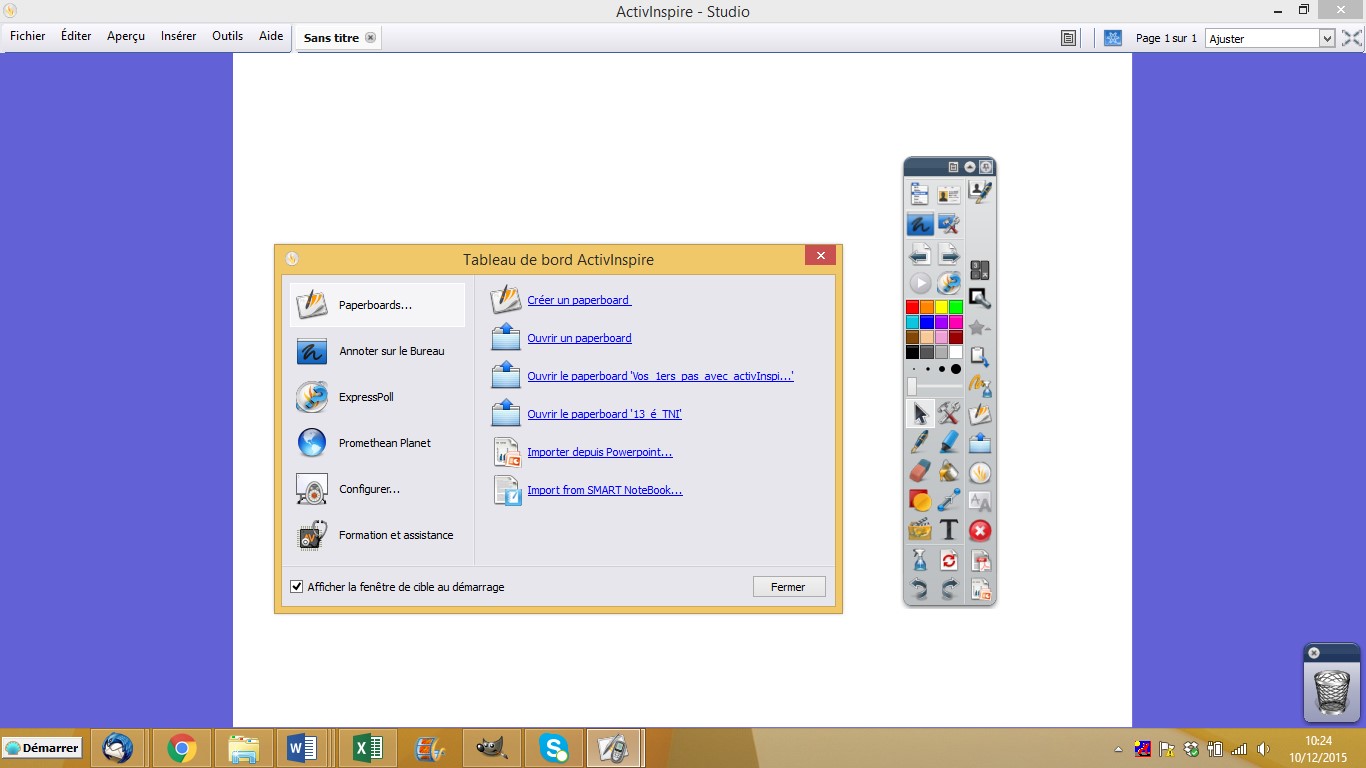 ActivInspire - Studio
Fichier Éditer Aperçu Insérer Outils Aide Sans titre Page 1 sur 1 Ajuster
Tableau de bord ActivInspire
Paperboards...
Annoter sur le Bureau
ExpressPoll
Promethean Planet
Configurer...
Formation et assistance
Créer un paperboard
Ouvrir un paperboard
Ouvrir le paperboard 'Vos_1ers_pas_avec_activInspi...'
Ouvrir le paperboard '13_é_TNI'
Importer depuis Powerpoint...
Import from SMART NoteBook...
Afficher la fenêtre de cible au démarrage
Fermer
Démarrer
10:24
10/12/2015